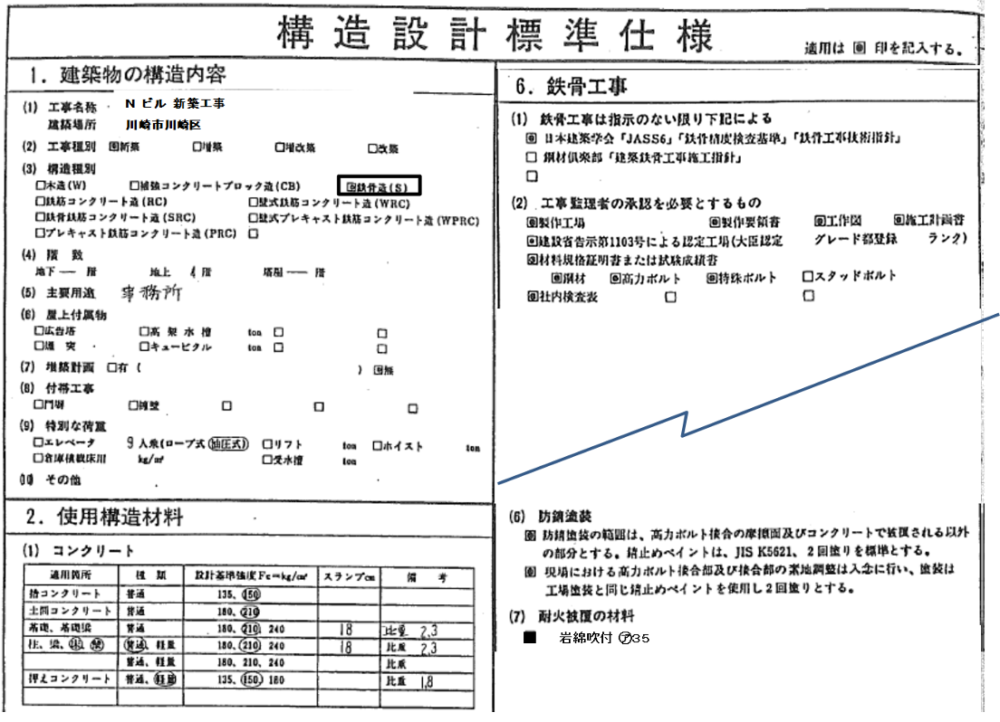 構造設計標準仕様
適用は ▣ 印を記入する。
1. 建築物の構造内容
(1) 工事名称 N ビル 新築工事
建築場所 川崎市川崎区
(2) 工事種別 ▣新築 □増築 □増改築 □改築
(3) 構造種別
□木造(W) □補強コンクリートブロック造(CB) ▣鉄骨造(S)
□鉄筋コンクリート造(RC) □壁式鉄筋コンクリート造(WRC)
□鉄骨鉄筋コンクリート造(SRC) □壁式プレキャスト鉄筋コンクリート造(WPRC)
□プレキャスト鉄筋コンクリート造(PRC) □
(4) 階数
地下 ― 階 地上 4 階 塔屋 ― 階
(5) 主要用途 事務所
(6) 屋上付属物
□広告塔 □高架水槽 ton □ □
□煙突 □キュービクル ton □ □
(7) 増築計画 □有 ( ) ▣無
(8) 付帯工事
□門塀 □擁壁 □ □ □
(9) 特別な荷重
□エレベータ 9 人乗(ロープ式 油圧式) □リフト ton □ホイスト ton
□倉庫積載床用 kg/㎡ □受水槽 ton
(10) その他
2. 使用構造材料
(1) コンクリート
適用箇所 種類 設計基準強度 Fc=kg/c㎡ スランプcm 備考
捨コンクリート 普通 135、150
土間コンクリート 普通 180、210
基礎、基礎梁 普通 180、210 240 18 比重 2,3
柱、梁、床 壁 普通、軽量 180、210 240 18 比重 2,3
普通、軽量 180、210、240 比重
押えコンクリート 普通、軽量 135、150 180 比重 1,8
6. 鉄骨工事
(1) 鉄骨工事は指示のない限り下記による
▣ 日本建築学会「JASS6」「鉄骨精度検査基準」「鉄骨工事技術指針」
□ 鋼材倶楽部「建築鉄骨工事施工指針」
□
(2) 工事監理者の承認を必要とするもの
▣製作工場 ▣製作要領書 ▣工作図 ▣施工計画書
▣建設省告示第1103号による認定工場(大臣認定 グレード都登録 ランク)
▣材料規格証明書または試験成績書
▣鋼材 ▣高力ボルト ▣特殊ボルト □スタッドボルト
▣社内検査表 □ □
(6) 防錆塗装
▣ 防錆塗装の範囲は、高力ボルト接合の摩擦面及びコンクリートで被覆される以外
の部分とする。錆止めペイントは、JIS K5621、2回塗りを標準とする。
▣ 現場における高力ボルト接合部及び接合部の素地調整は入念に行い、塗装は
工場塗装と同じ錆止めペイントを使用し2回塗りとする。
(7) 耐火被覆の材料
■ 岩綿吹付 ㋐35